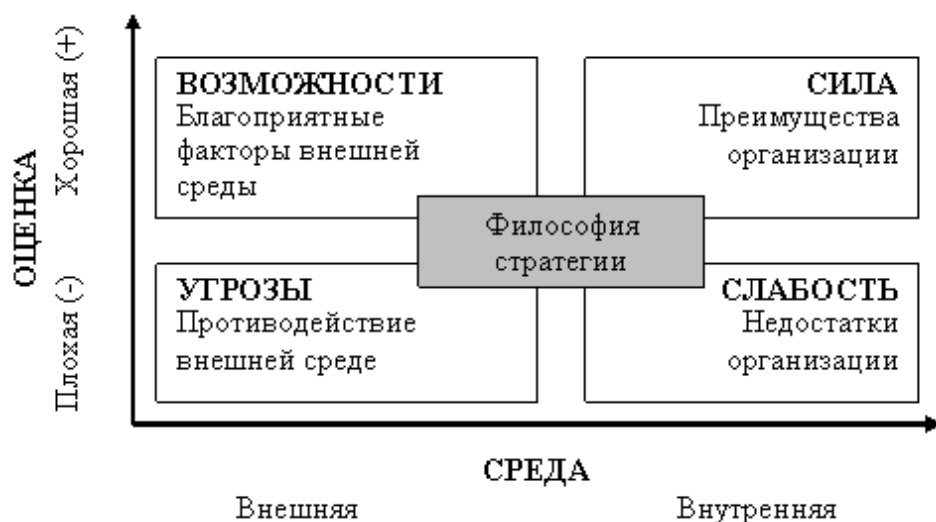 ОЦЕНКА
Хорошая (+)
Плохая (-)
ВОЗМОЖНОСТИ
Благоприятные
факторы внешней
среды
СИЛА
Преимущества
организации
Философия
стратегии
УГРОЗЫ
Противодействие
внешней среде
СЛАБОСТЬ
Недостатки
организации
СРЕДА
Внешняя
Внутренняя